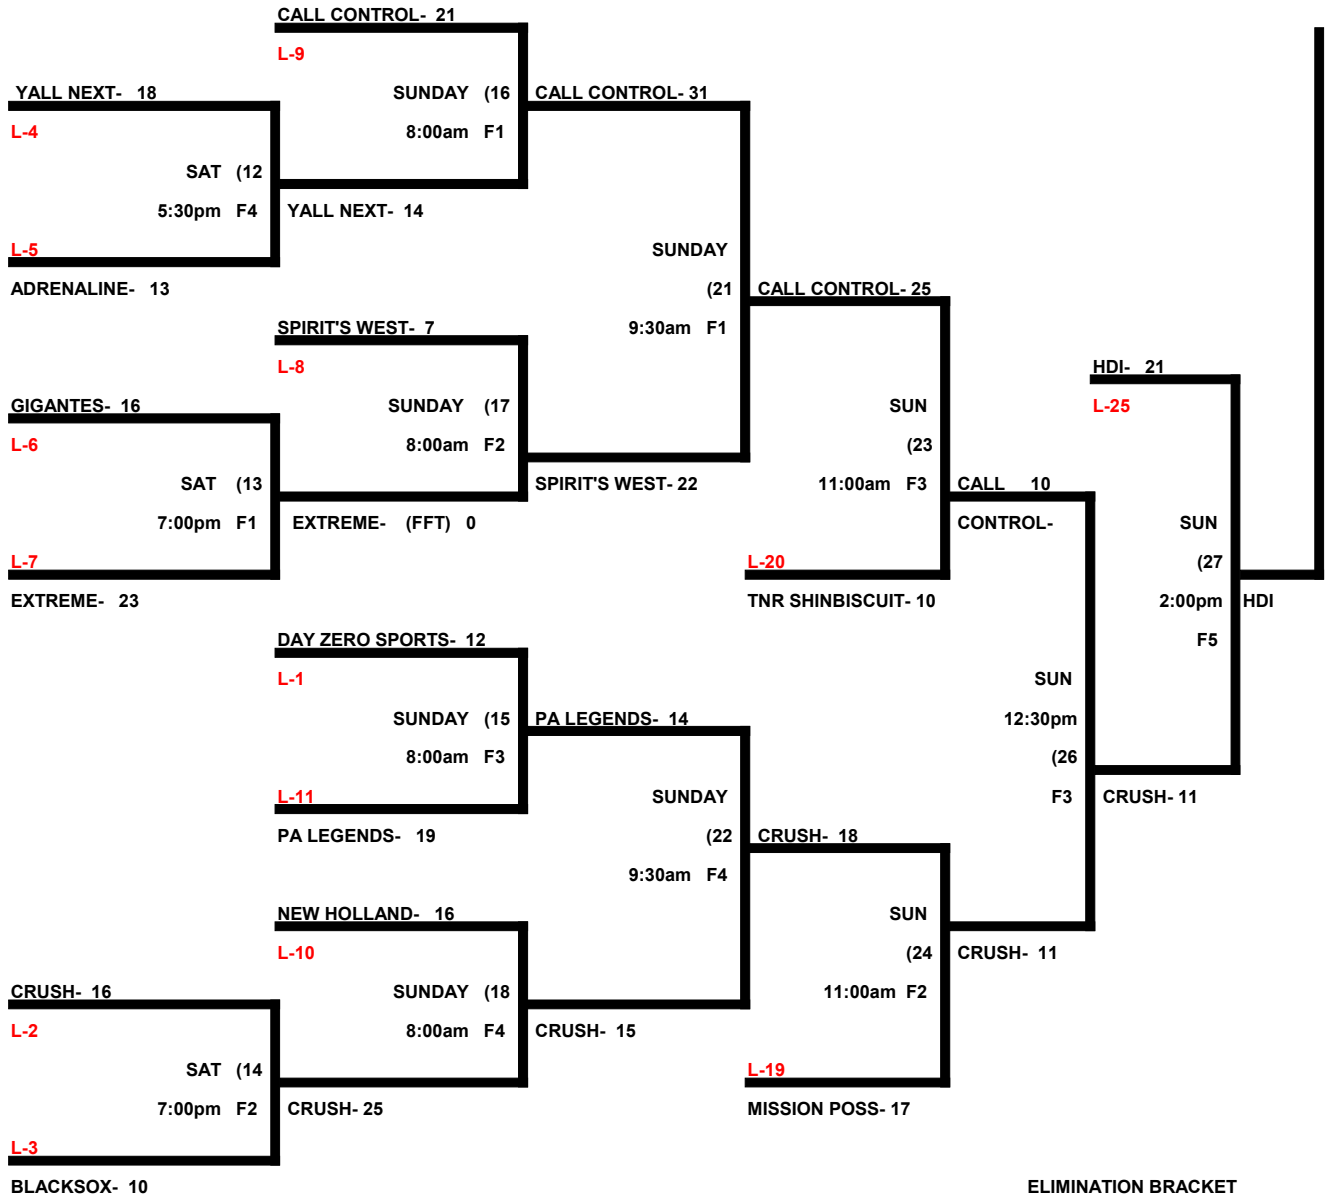 CALL CONTROL- 21
L-9
YALL NEXT- 18
SUNDAY (16
CALL CONTROL- 31
L-4
8:00am F1
SAT (12
5:30pm F4
YALL NEXT- 14
L-5
SUNDAY
ADRENALINE- 13
(21
CALL CONTROL- 25
SPIRIT'S WEST- 7
9:30am F1
L-8
HDI- 21
GIGANTES- 16
SUNDAY (17
SUN
L-25
L-6
8:00am F2
(23
SAT (13
SPIRIT'S WEST- 22
11:00am F3
CALL 10
7:00pm F1
EXTREME- (FFT) 0
CONTROL-
SUN
L-7
L-20
(27
EXTREME- 23
TNR SHINBISCUIT- 10
2:00pm
HDI
DAY ZERO SPORTS- 12
F5
L-1
SUN
SUNDAY (15
PA LEGENDS- 14
12:30pm
8:00am F3
(26
L-11
SUNDAY
F3
CRUSH- 11
PA LEGENDS- 19
(22
CRUSH- 18
9:30am F4
NEW HOLLAND- 16
SUN
L-10
(24
CRUSH- 11
CRUSH- 16
SUNDAY (18
11:00am F2
L-2
8:00am F4
CRUSH- 15
SAT (14
L-19
7:00pm F2
CRUSH- 25
MISSION POSS- 17
L-3
BLACKSOX- 10
ELIMINATION BRACKET